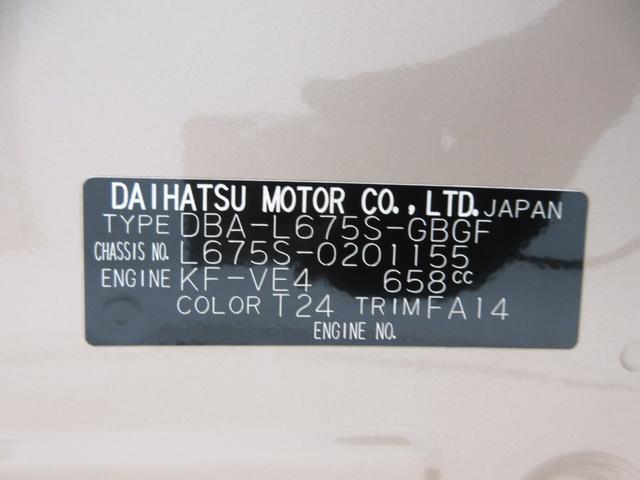 DAIHATSU MOTOR CO., LTD. JAPAN
TYPE DBA-L675S-GBGF
CHASSIS NO. L675S-0201155
ENGINE KF-VE4 658cc
COLOR T24 TRIM FA14
ENGINE NO.